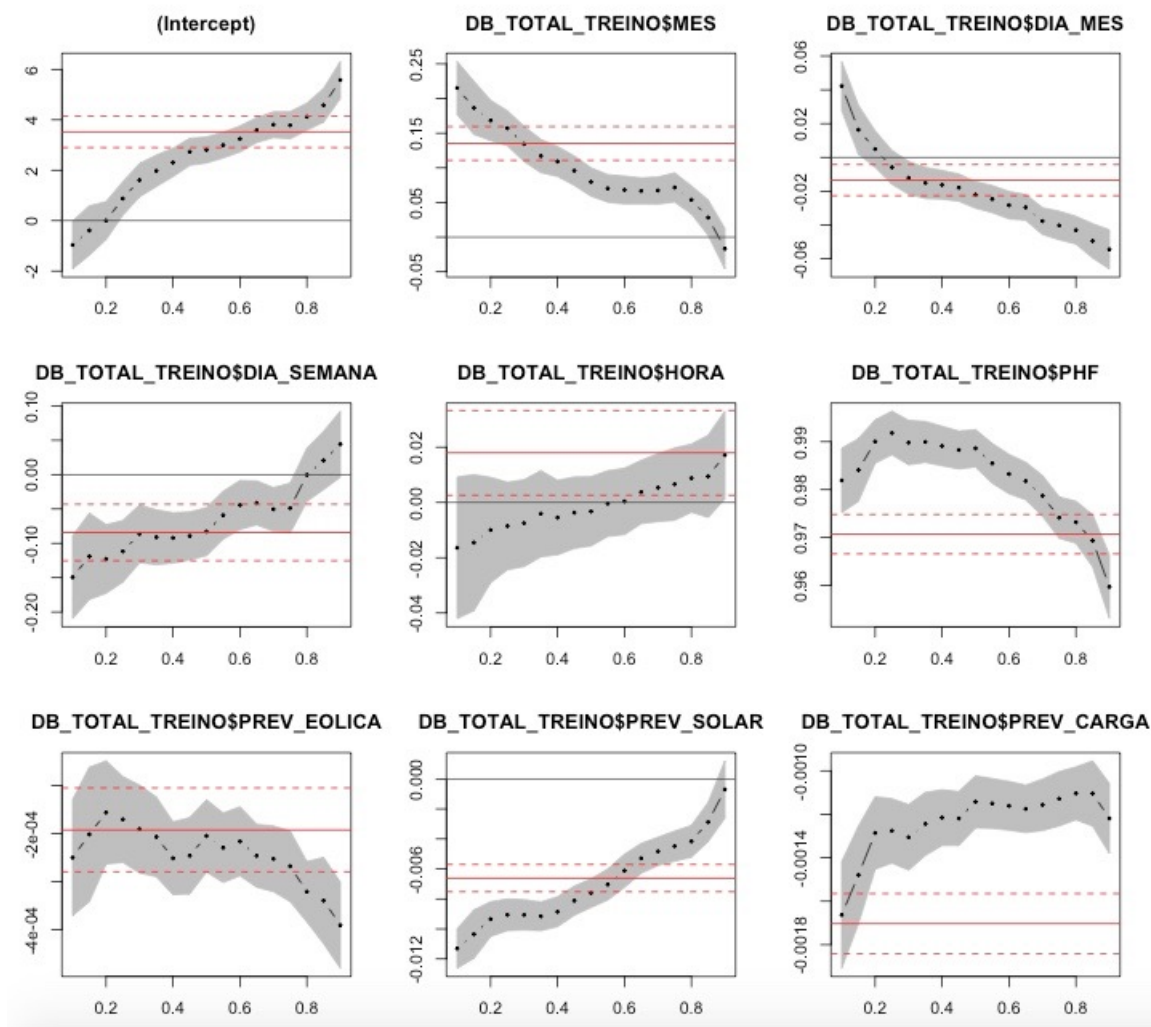 (Intercept) DB_TOTAL_TREINO$MES DB_TOTAL_TREINO$DIA_MES
6
4
2
0
-2
0.2 0.4 0.6 0.8
0.25
0.15
0.05
-0.05
0.2 0.4 0.6 0.8
0.06
0.02
-0.02
-0.06
0.2 0.4 0.6 0.8
DB_TOTAL_TREINO$DIA_SEMANA DB_TOTAL_TREINO$HORA DB_TOTAL_TREINO$PHF
0.10
0.00
-0.10
-0.20
0.2 0.4 0.6 0.8
0.02
0.00
-0.02
-0.04
0.2 0.4 0.6 0.8
0.99
0.98
0.97
0.96
0.2 0.4 0.6 0.8
DB_TOTAL_TREINO$PREV_EOLICA DB_TOTAL_TREINO$PREV_SOLAR DB_TOTAL_TREINO$PREV_CARGA
-2e-04
-4e-04
0.2 0.4 0.6 0.8
0.000
-0.006
-0.012
0.2 0.4 0.6 0.8
-0.0010
-0.0014
-0.0018
0.2 0.4 0.6 0.8